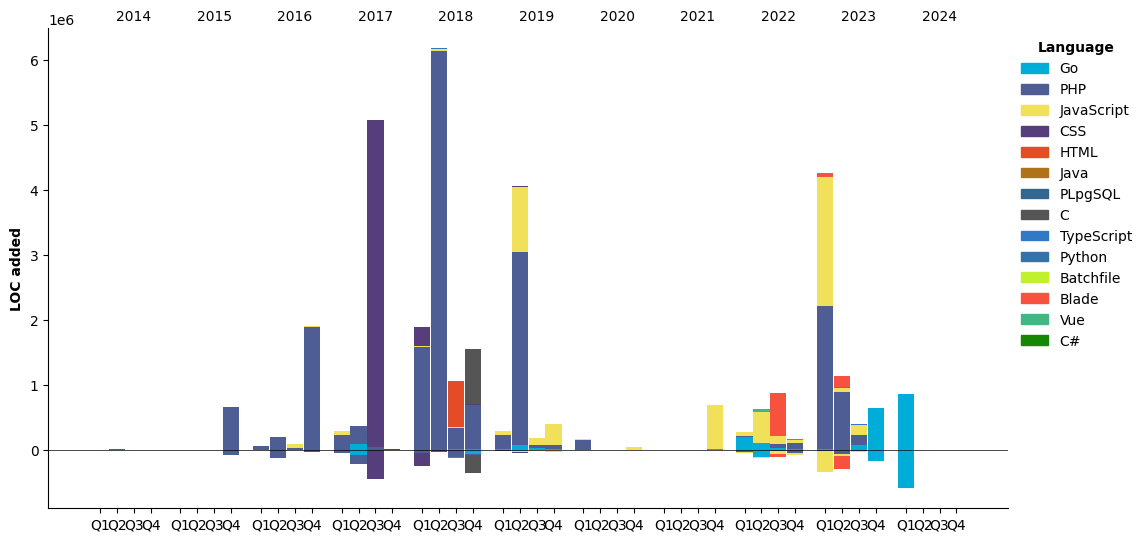 1e6
2014 2015 2016 2017 2018 2019 2020 2021 2022 2023 2024
LOC added
6
5
4
3
2
1
0
Q1Q2Q3Q4 Q1Q2Q3Q4 Q1Q2Q3Q4 Q1Q2Q3Q4 Q1Q2Q3Q4 Q1Q2Q3Q4 Q1Q2Q3Q4 Q1Q2Q3Q4 Q1Q2Q3Q4 Q1Q2Q3Q4 Q1Q2Q3Q4
Language
Go
PHP
JavaScript
CSS
HTML
Java
PLpgSQL
C
TypeScript
Python
Batchfile
Blade
Vue
C#